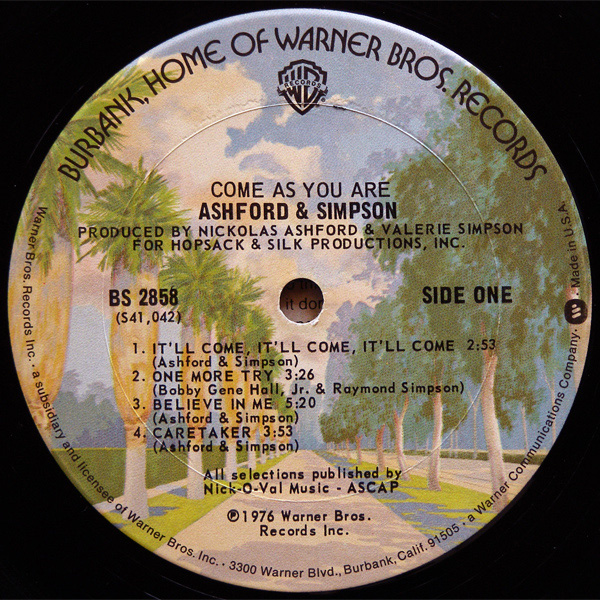 BURBANK, HOME OF WARNER BROS. RECORDS
RECORDS
COME AS YOU ARE
ASHFORD & SIMPSON
PRODUCED BY NICKOLAS ASHFORD & VALERIE SIMPSON
FOR HOPSACK & SILK PRODUCTIONS, INC.
BS 2858
(S41,042)
SIDE ONE
1. IT'LL COME, IT'LL COME, IT'LL COME 2:53
(Ashford & Simpson)
2. ONE MORE TRY 3:26
(Bobby Gene Hall, Jr. & Raymond Simpson)
3. BELIEVE IN ME 5:20
(Ashford & Simpson)
4. CARETAKER 3:53
(Ashford & Simpson)
All selections published by
Nick-O-Val Music - ASCAP
℗1976 Warner Bros.
Records Inc.
Warner Bros. Records Inc. • a subsidiary and licensee of Warner Bros. Inc. • 3300 Warner Blvd., Burbank, Calif. 91505 • a Warner Communications Company. • Made in U.S.A.